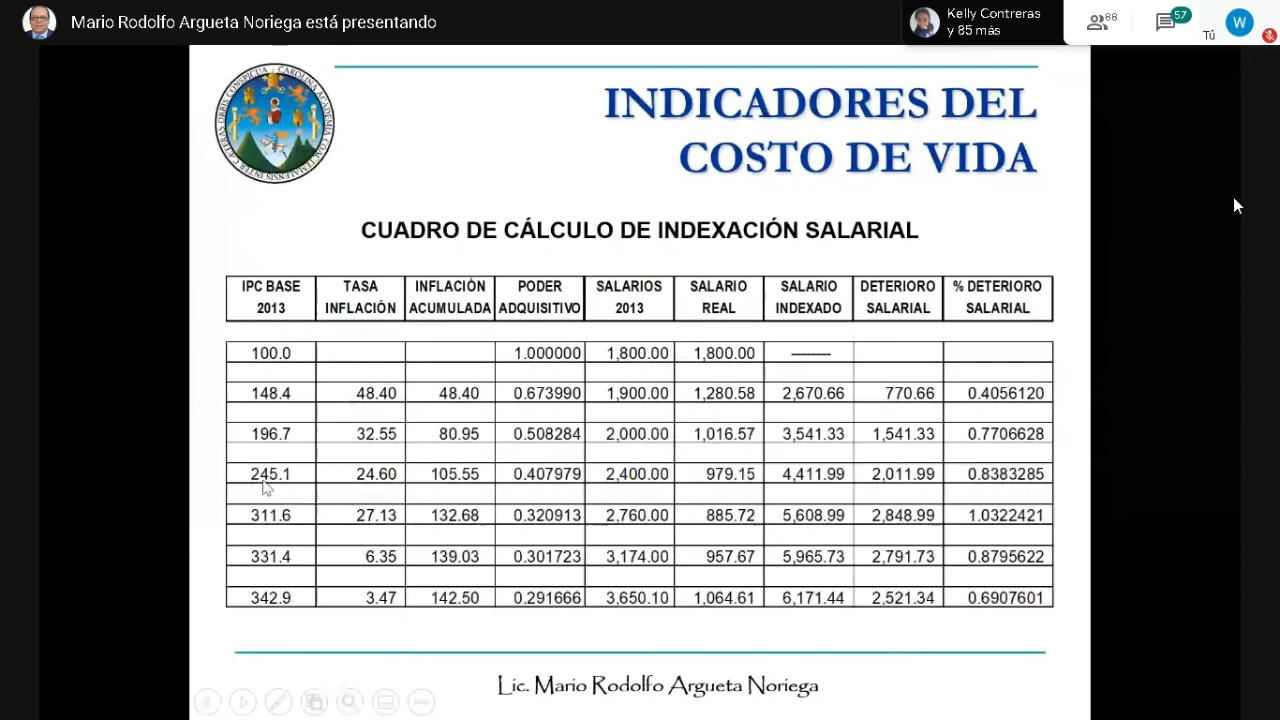 Mario Rodolfo Argueta Noriega está presentando
Kelly Contreras
y 85 más
88
57
Tú
W
INDICADORES DEL
COSTO DE VIDA
CUADRO DE CÁLCULO DE INDEXACIÓN SALARIAL
IPC BASE 2013 TASA INFLACIÓN INFLACIÓN ACUMULADA PODER ADQUISITIVO SALARIOS 2013 SALARIO REAL SALARIO INDEXADO DETERIORO SALARIAL % DETERIORO SALARIAL
100.0 1.000000 1,800.00 1,800.00 --------
148.4 48.40 48.40 0.673990 1,900.00 1,280.58 2,670.66 770.66 0.4056120
196.7 32.55 80.95 0.508284 2,000.00 1,016.57 3,541.33 1,541.33 0.7706628
245.1 24.60 105.55 0.407979 2,400.00 979.15 4,411.99 2,011.99 0.8383285
311.6 27.13 132.68 0.320913 2,760.00 885.72 5,608.99 2,848.99 1.0322421
331.4 6.35 139.03 0.301723 3,174.00 957.67 5,965.73 2,791.73 0.8795622
342.9 3.47 142.50 0.291666 3,650.10 1,064.61 6,171.44 2,521.34 0.6907601
Lic. Mario Rodolfo Argueta Noriega